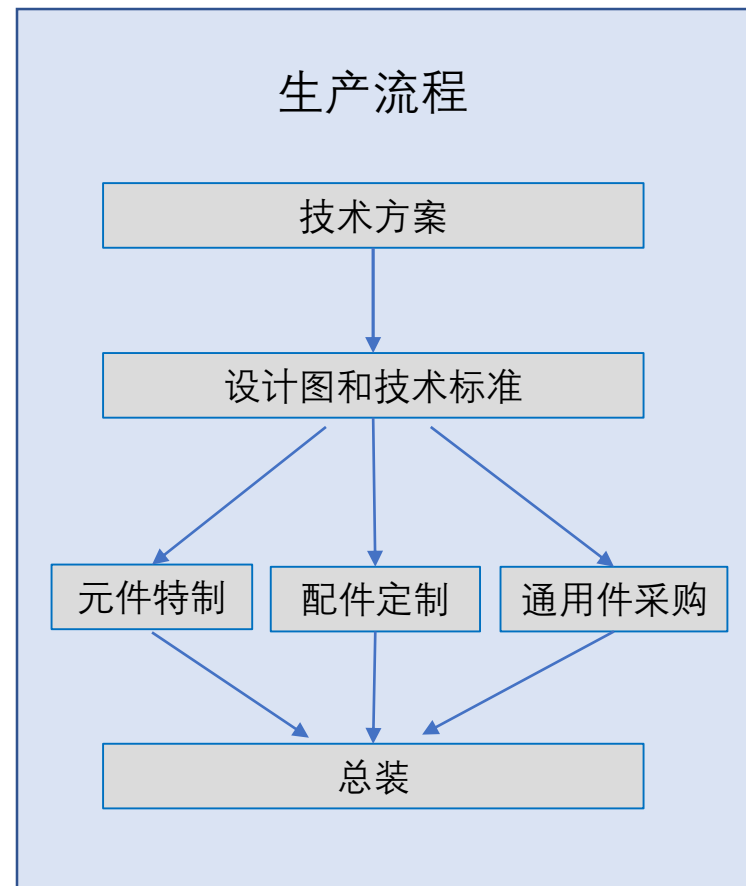 生产流程
技术方案
设计图和技术标准
元件特制
配件定制
通用件采购
总装